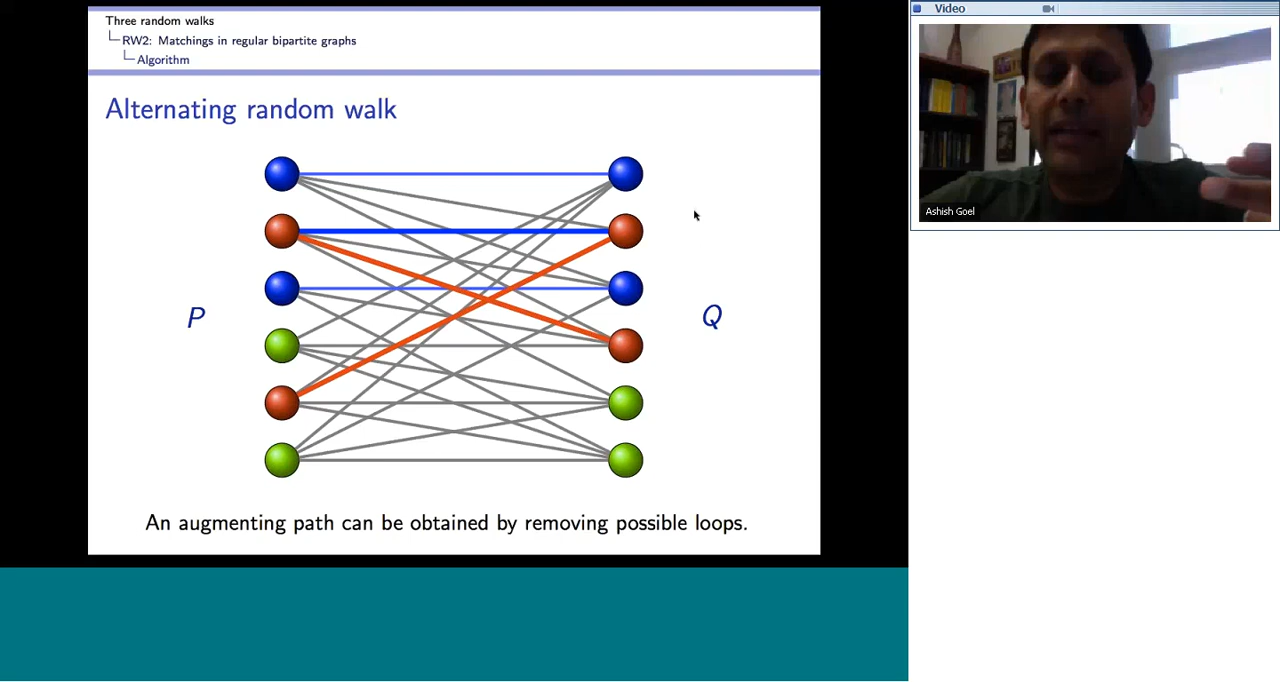 Three random walks
RW2: Matchings in regular bipartite graphs
Algorithm
Alternating random walk
P
Q
An augmenting path can be obtained by removing possible loops.
Video
Ashish Goel